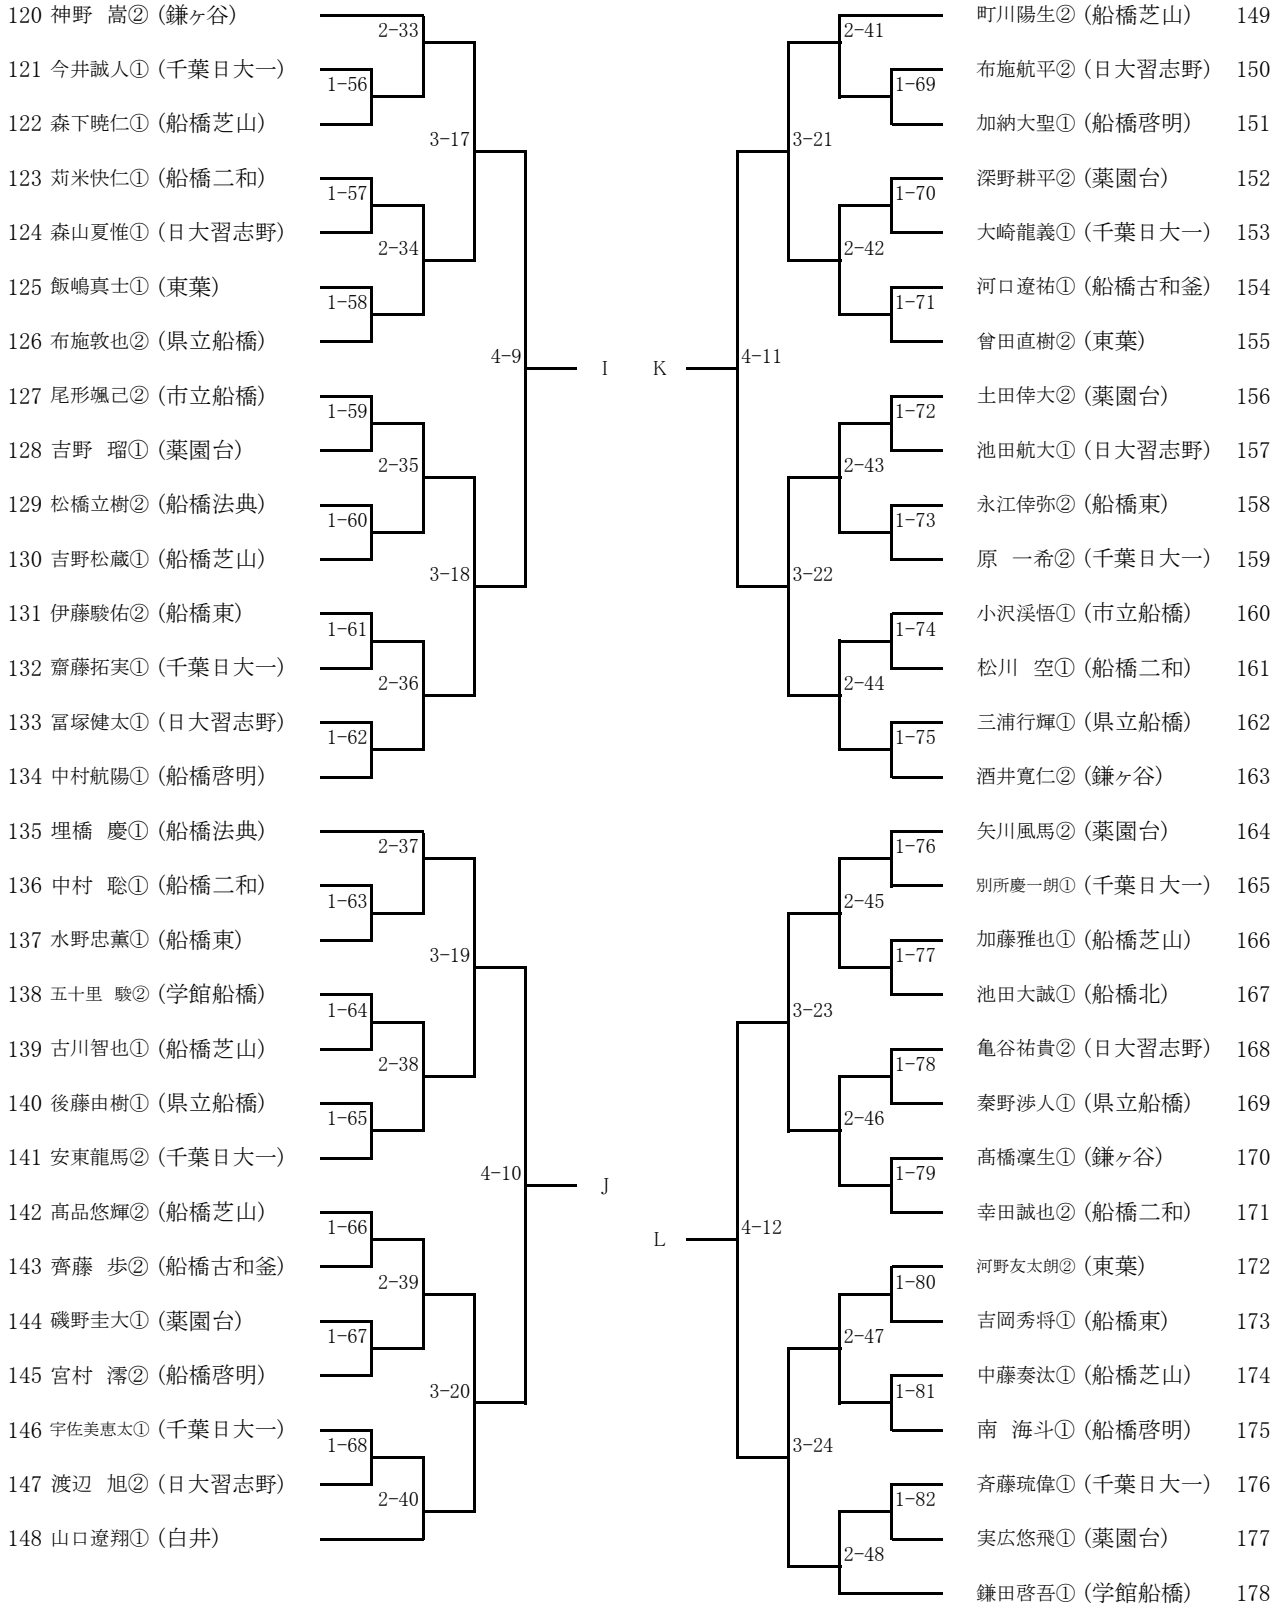 120 神野　嵩② (鎌ヶ谷)
2-33
121 今井誠人① (千葉日大一)
1-56
122 森下暁仁① (船橋芝山)
3-17
123 苅米快仁① (船橋二和)
1-57
124 森山夏惟① (日大習志野)
2-34
125 飯嶋真士① (東葉)
1-58
126 布施敦也② (県立船橋)
4-9
I
127 尾形颯己② (市立船橋)
1-59
128 吉野　瑠① (薬園台)
2-35
129 松橋立樹② (船橋法典)
1-60
130 吉野松蔵① (船橋芝山)
3-18
131 伊藤駿佑② (船橋東)
1-61
132 齋藤拓実① (千葉日大一)
2-36
133 冨塚健太① (日大習志野)
1-62
134 中村航陽① (船橋啓明)
135 埋橋　慶① (船橋法典)
2-37
136 中村　聡① (船橋二和)
1-63
137 水野忠薫① (船橋東)
3-19
138 五十里　駿② (学館船橋)
1-64
139 古川智也① (船橋芝山)
2-38
140 後藤由樹① (県立船橋)
1-65
141 安東龍馬② (千葉日大一)
4-10
J
142 髙品悠輝② (船橋芝山)
1-66
143 齊藤　歩② (船橋古和釜)
2-39
144 磯野圭大① (薬園台)
1-67
145 宮村　澪② (船橋啓明)
3-20
146 宇佐美恵太① (千葉日大一)
1-68
147 渡辺　旭② (日大習志野)
2-40
148 山口遼翔① (白井)
町川陽生② (船橋芝山) 149
2-41
布施航平② (日大習志野) 150
1-69
加納大聖① (船橋啓明) 151
3-21
深野耕平② (薬園台) 152
1-70
大崎龍義① (千葉日大一) 153
2-42
河口遼祐① (船橋古和釜) 154
1-71
曾田直樹② (東葉) 155
K
4-11
土田倖大② (薬園台) 156
1-72
池田航大① (日大習志野) 157
2-43
永江倖弥② (船橋東) 158
1-73
原　一希② (千葉日大一) 159
3-22
小沢渓悟① (市立船橋) 160
1-74
松川　空① (船橋二和) 161
2-44
三浦行輝① (県立船橋) 162
1-75
酒井寛仁② (鎌ヶ谷) 163
矢川風馬② (薬園台) 164
1-76
別所慶一朗① (千葉日大一) 165
2-45
加藤雅也① (船橋芝山) 166
1-77
池田大誠① (船橋北) 167
3-23
亀谷祐貴② (日大習志野) 168
1-78
秦野渉人① (県立船橋) 169
2-46
髙橋凜生① (鎌ヶ谷) 170
1-79
幸田誠也② (船橋二和) 171
L
4-12
河野友太朗② (東葉) 172
1-80
吉岡秀将① (船橋東) 173
2-47
中藤奏汰① (船橋芝山) 174
1-81
南　海斗① (船橋啓明) 175
3-24
斉藤琉偉① (千葉日大一) 176
1-82
実広悠飛① (薬園台) 177
2-48
鎌田啓吾① (学館船橋) 178